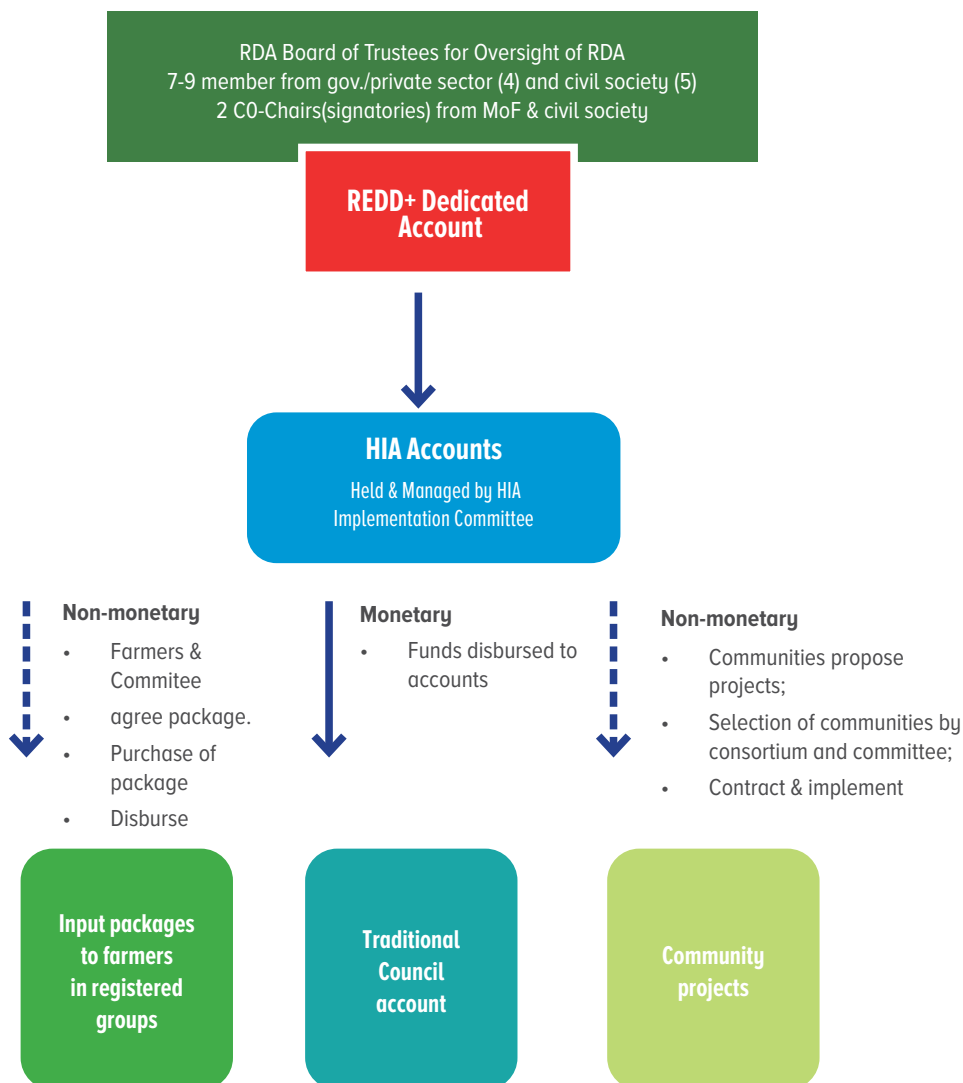 RDA Board of Trustees for Oversight of RDA
7-9 member from gov./private sector (4) and civil society (5)
2 C0-Chairs(signatories) from MoF & civil society
REDD+ Dedicated
Account
HIA Accounts
Held & Managed by HIA
Implementation Committee
Non-monetary
• Farmers &
Commitee
• agree package.
• Purchase of
package
• Disburse
Monetary
• Funds disbursed to
accounts
Non-monetary
• Communities propose
projects;
• Selection of communities by
consortium and committee;
• Contract & implement
Input packages
to farmers
in registered
groups
Traditional
Council
account
Community
projects